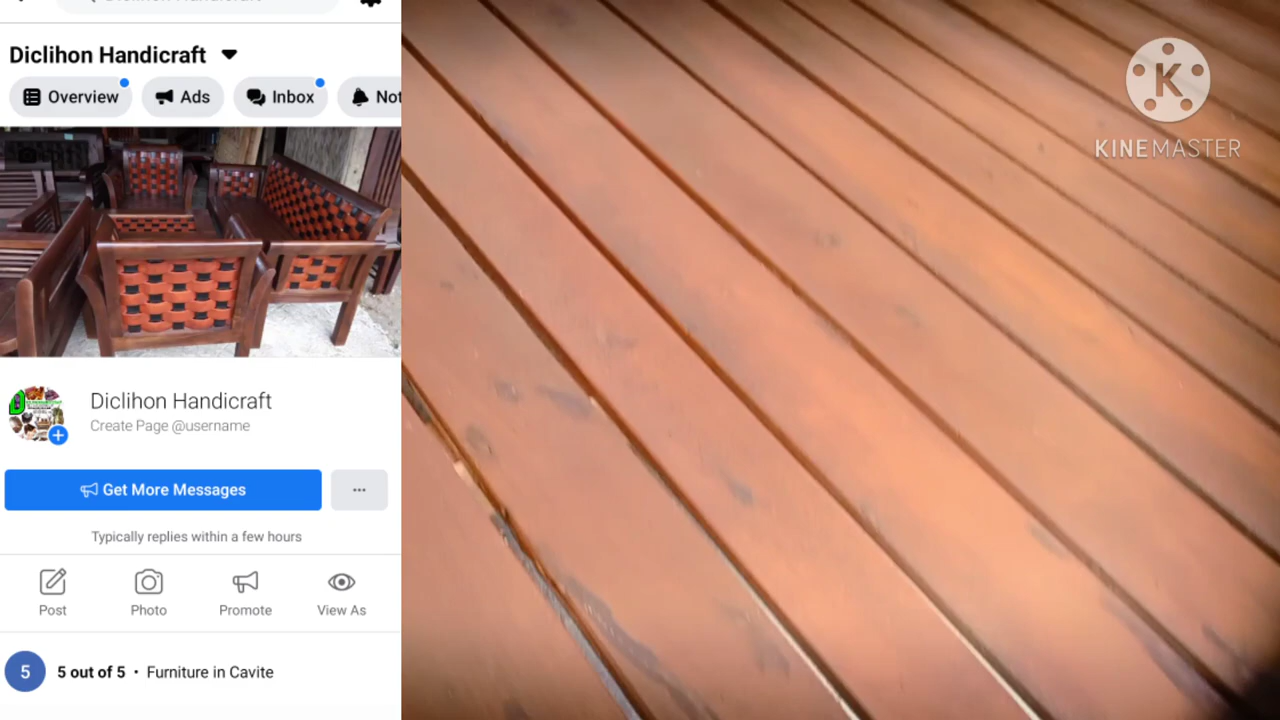 Diclihon Handicraft
Overview
Ads
Inbox
Not
Diclihon Handicraft
Create Page @username
Get More Messages
Typically replies within a few hours
Post
Photo
Promote
View As
5
5 out of 5 · Furniture in Cavite
K
KINEMASTER